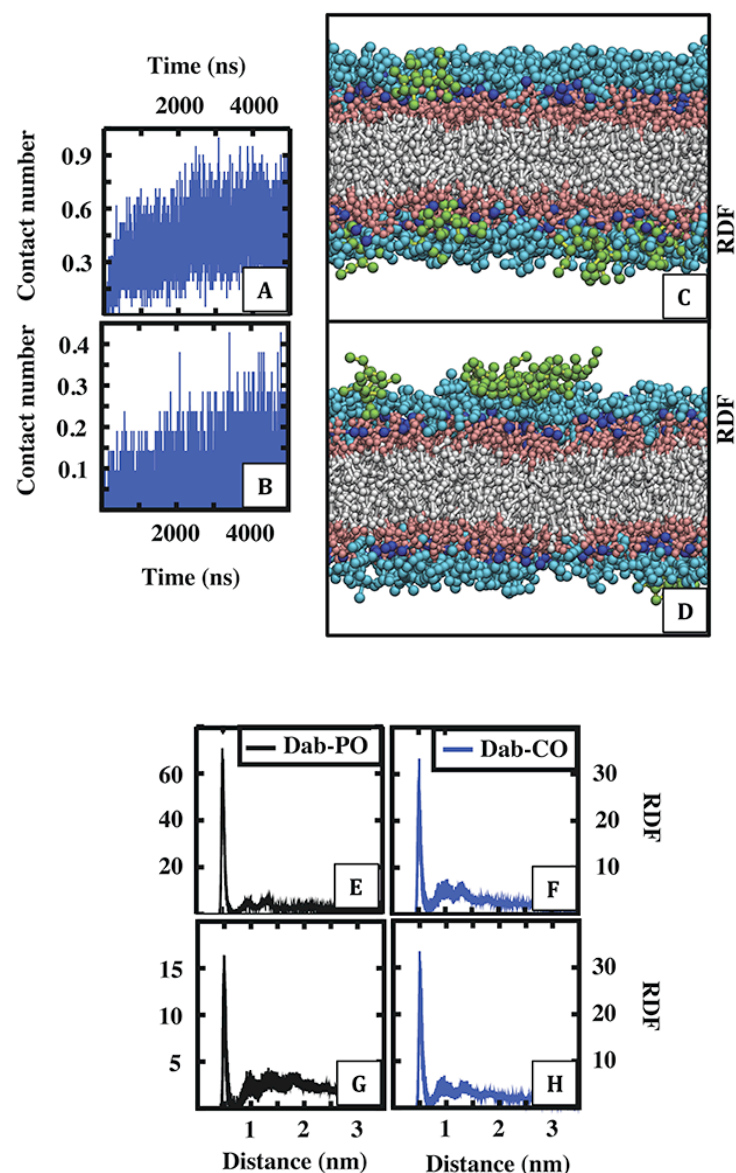 Time (ns)
2000 4000
Contact number
0.9
0.6
0.3
A
Contact number
0.4
0.3
0.2
0.1
B
2000 4000
Time (ns)
C
RDF
D
RDF
Dab-PO
60
40
20
E
Dab-CO
30
20
10
RDF
F
15
10
5
G
30
20
10
RDF
H
1 2 3
Distance (nm)
1 2 3
Distance (nm)